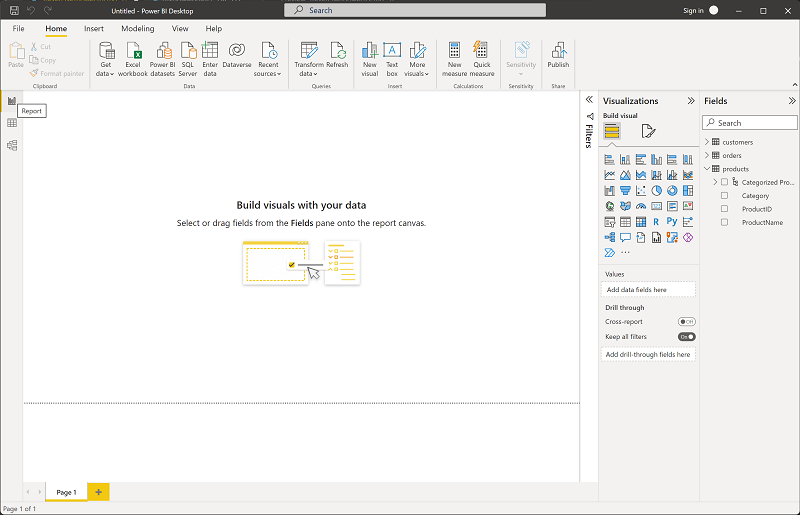 Untitled - Power BI Desktop
Search
Sign in
File Home Insert Modeling View Help
Paste
Cut
Copy
Format painter
Get data
Excel workbook
Power BI datasets
SQL Server
Enter data
Dataverse
Recent sources
Transform data
Refresh
New visual
Text box
More visuals
New measure
Quick measure
Sensitivity
Publish
Clipboard Data Queries Insert Calculations Sensitivity Share
Report
Build visuals with your data
Select or drag fields from the Fields pane onto the report canvas.
Filters
Visualizations
Build visual
R Py
Values
Add data fields here
Drill through
Cross-report Off
Keep all filters On
Add drill-through fields here
Fields
Search
customers
orders
products
Categorized Pro...
Category
ProductID
ProductName
Page 1
Page 1 of 1